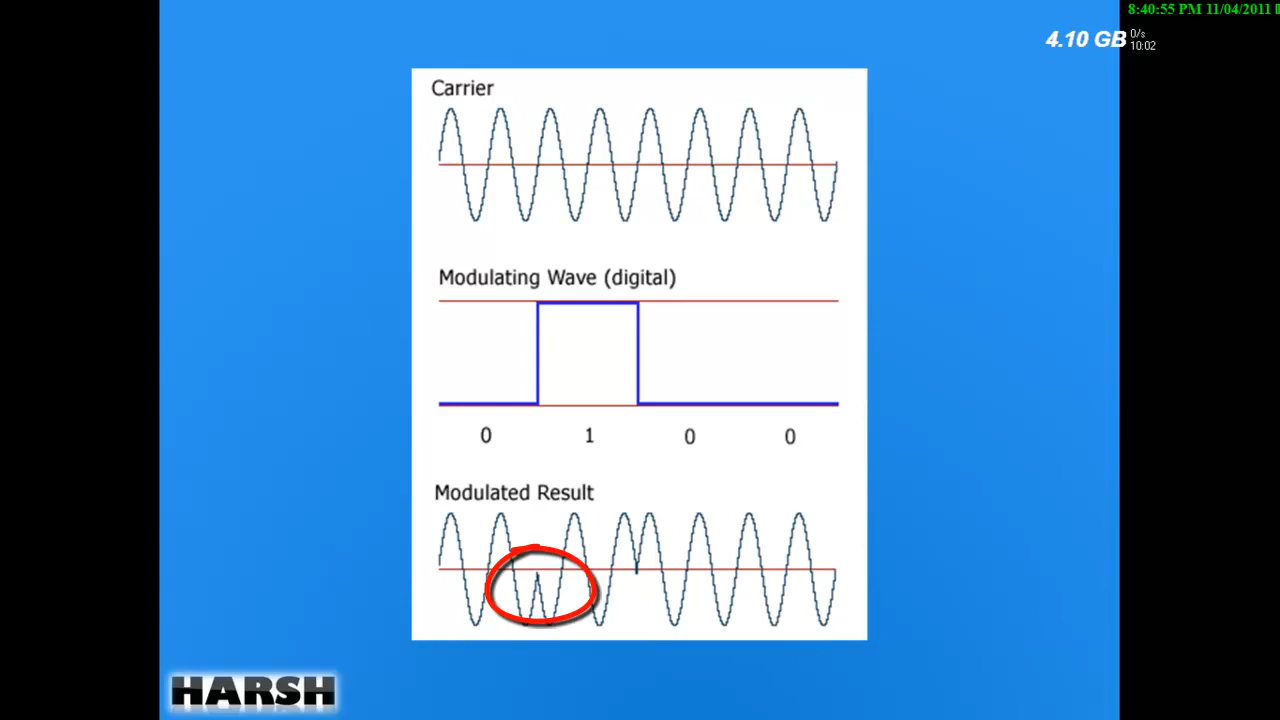 8:40:55 PM 11/04/2011
4.10 GB
0/s
10:02
Carrier
Modulating Wave (digital)
0 1 0 0
Modulated Result
HARSH